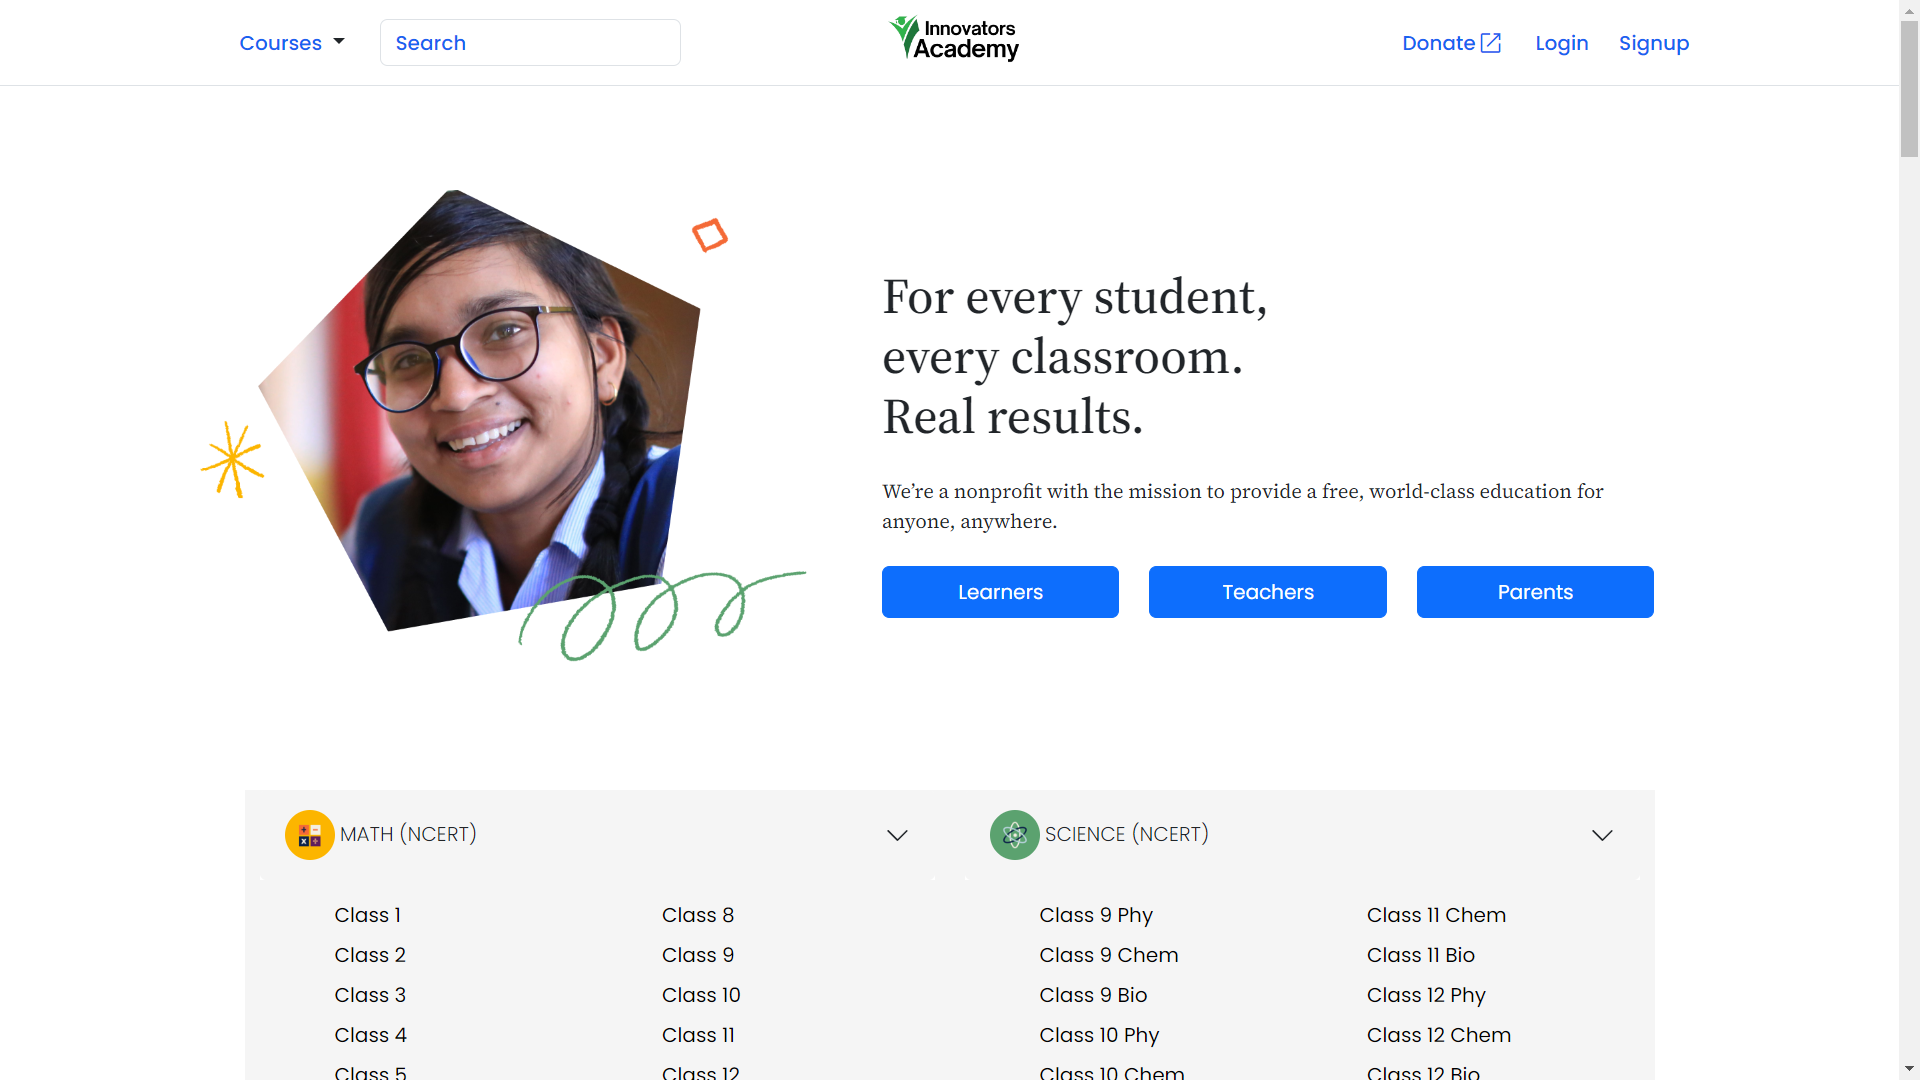 Courses
Search
Innovators
Academy
Donate
Login
Signup
For every student,
every classroom.
Real results.
We’re a nonprofit with the mission to provide a free, world-class education for
anyone, anywhere.
Learners
Teachers
Parents
MATH (NCERT)
Class 1
Class 2
Class 3
Class 4
Class 5
Class 8
Class 9
Class 10
Class 11
Class 12
SCIENCE (NCERT)
Class 9 Phy
Class 9 Chem
Class 9 Bio
Class 10 Phy
Class 10 Chem
Class 11 Chem
Class 11 Bio
Class 12 Phy
Class 12 Chem
Class 12 Bio